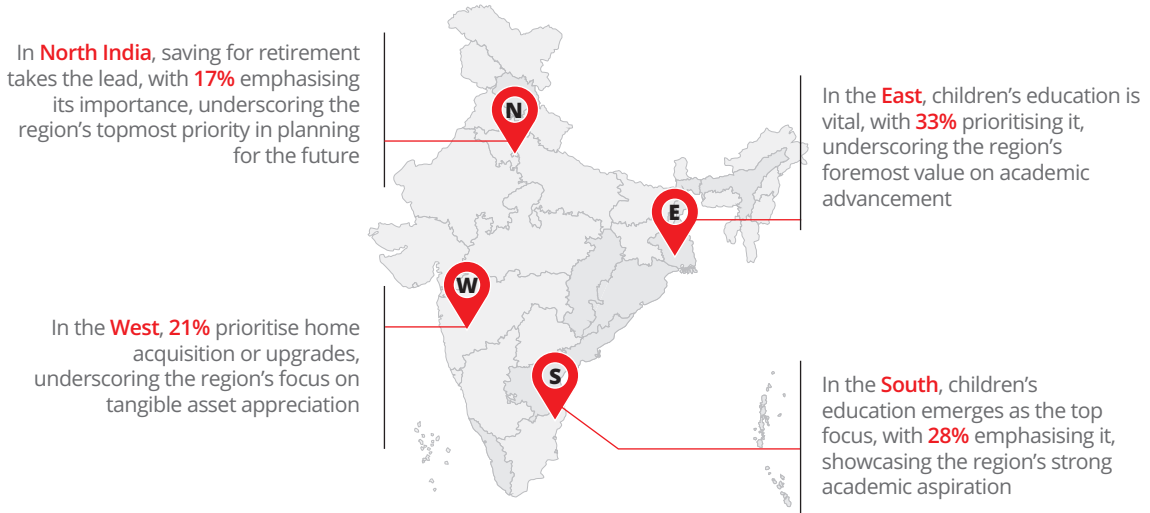 In North India, saving for retirement
takes the lead, with 17% emphasising
its importance, underscoring the
region’s topmost priority in planning
for the future
N
In the East, children’s education is
vital, with 33% prioritising it,
underscoring the region’s
foremost value on academic
advancement
E
W
In the West, 21% prioritise home
acquisition or upgrades,
underscoring the region’s focus on
tangible asset appreciation
S
In the South, children’s
education emerges as the top
focus, with 28% emphasising it,
showcasing the region’s strong
academic aspiration